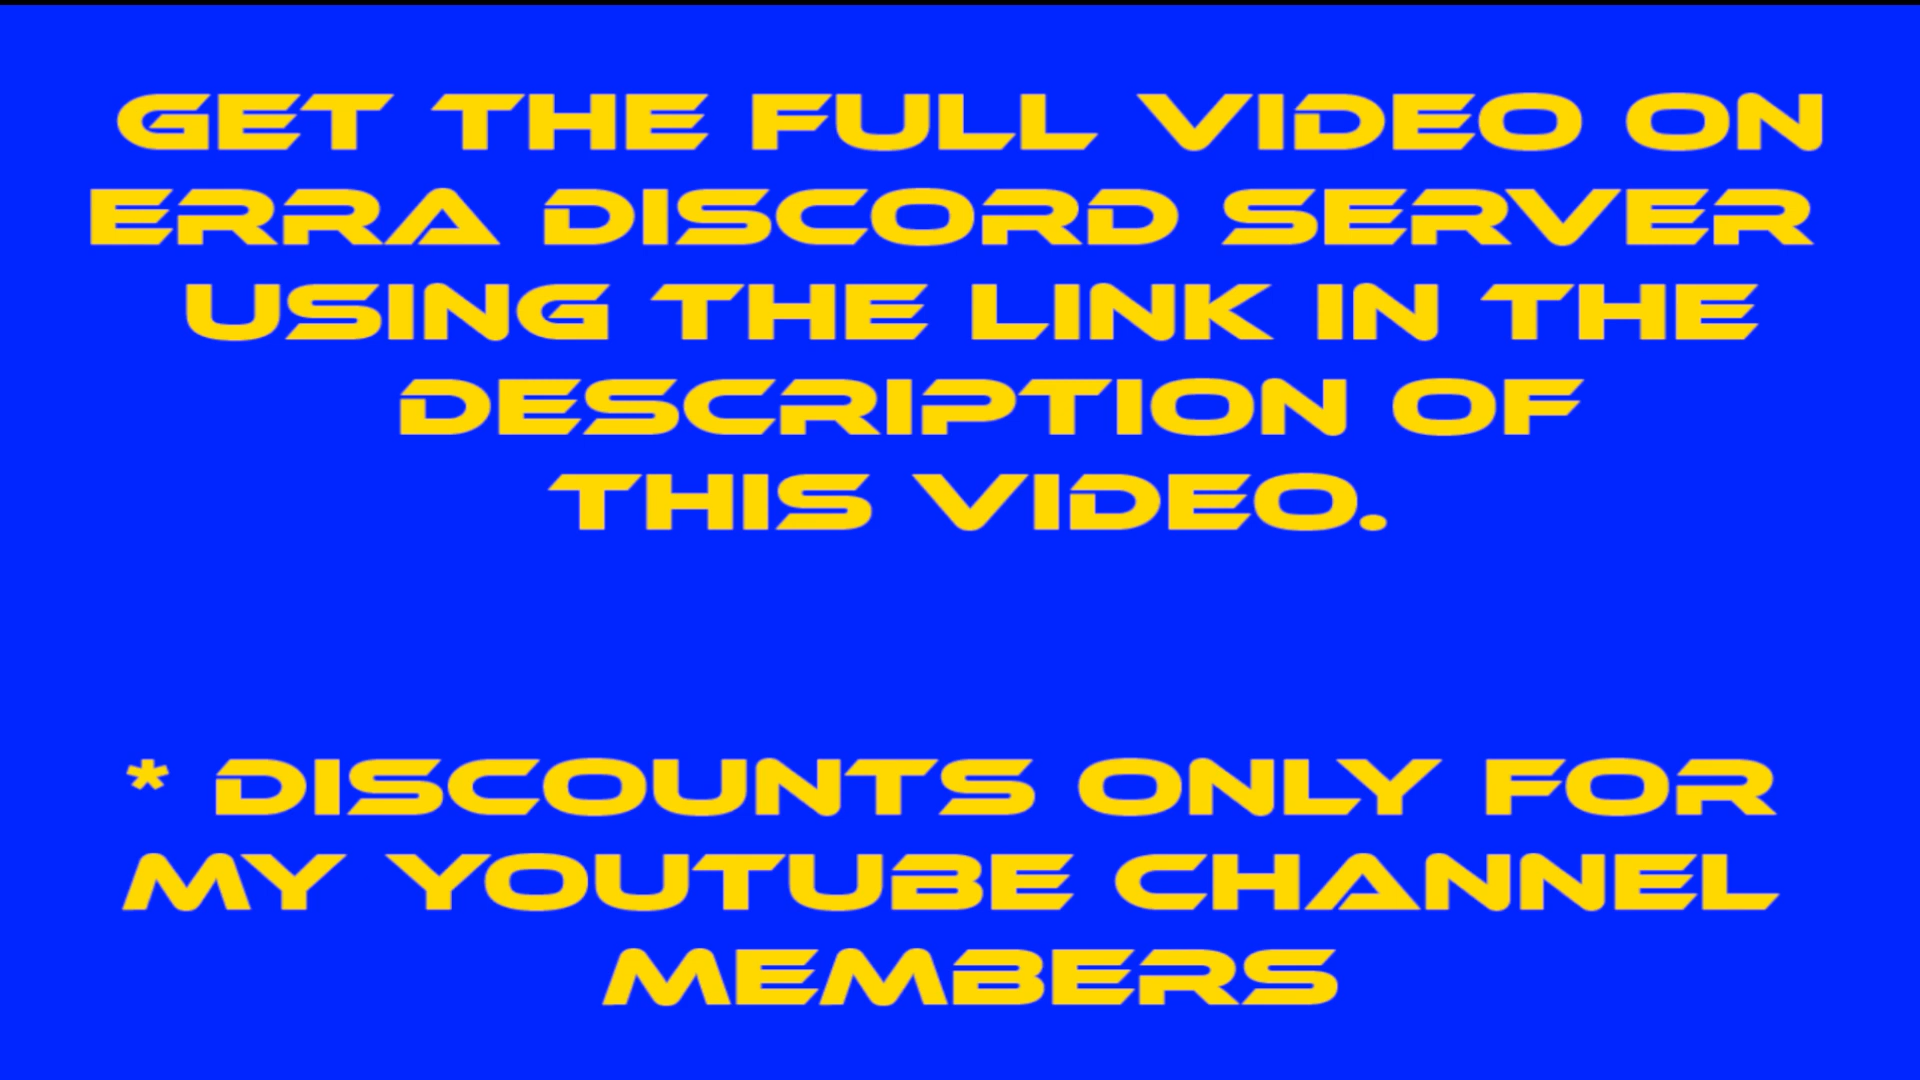 GET THE FULL VIDEO ON
ERRA DISCORD SERVER
USING THE LINK IN THE
DESCRIPTION OF
THIS VIDEO.
* DISCOUNTS ONLY FOR
MY YOUTUBE CHANNEL
MEMBERS